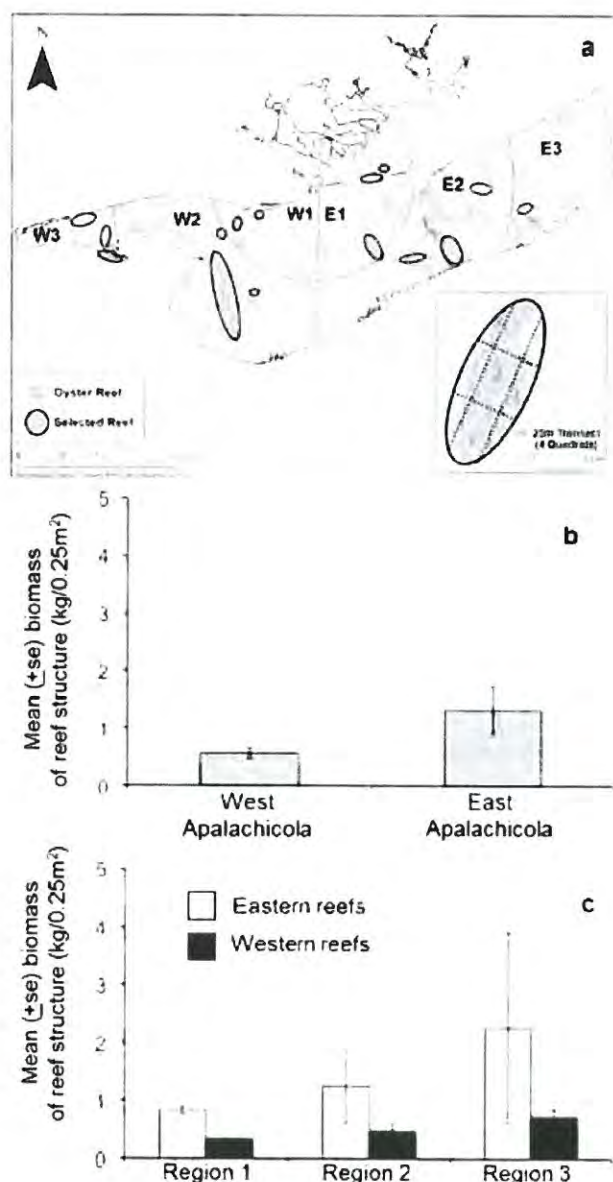 N
a
E3
E2
W2
W1
E1
W3
Oyster Reef
Selected Reef
25m Transect
(4 Quadrats)
b
Mean (±se) biomass
of reef structure (kg/0.25m²)
5
4
3
2
1
0
West
Apalachicola
East
Apalachicola
c
Mean (±se) biomass
of reef structure (kg/0.25m²)
5
4
3
2
1
0
Eastern reefs
Western reefs
Region 1
Region 2
Region 3